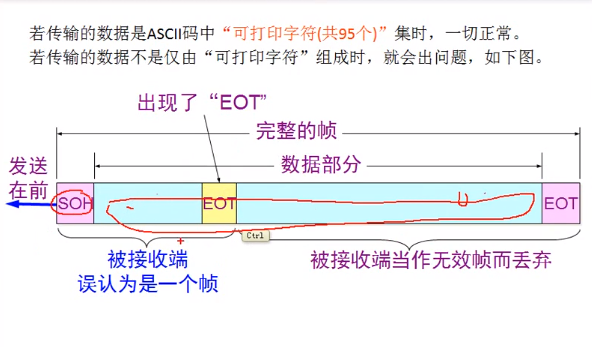 若传输的数据是ASCII码中“可打印字符(共95个)”集时，一切正常。
若传输的数据不是仅由“可打印字符”组成时，就会出问题，如下图。
出现了“EOT”
完整的帧
发送
在前
数据部分
SOH
EOT
EOT
Ctrl
被接收端
误认为是一个帧
被接收端当作无效帧而丢弃